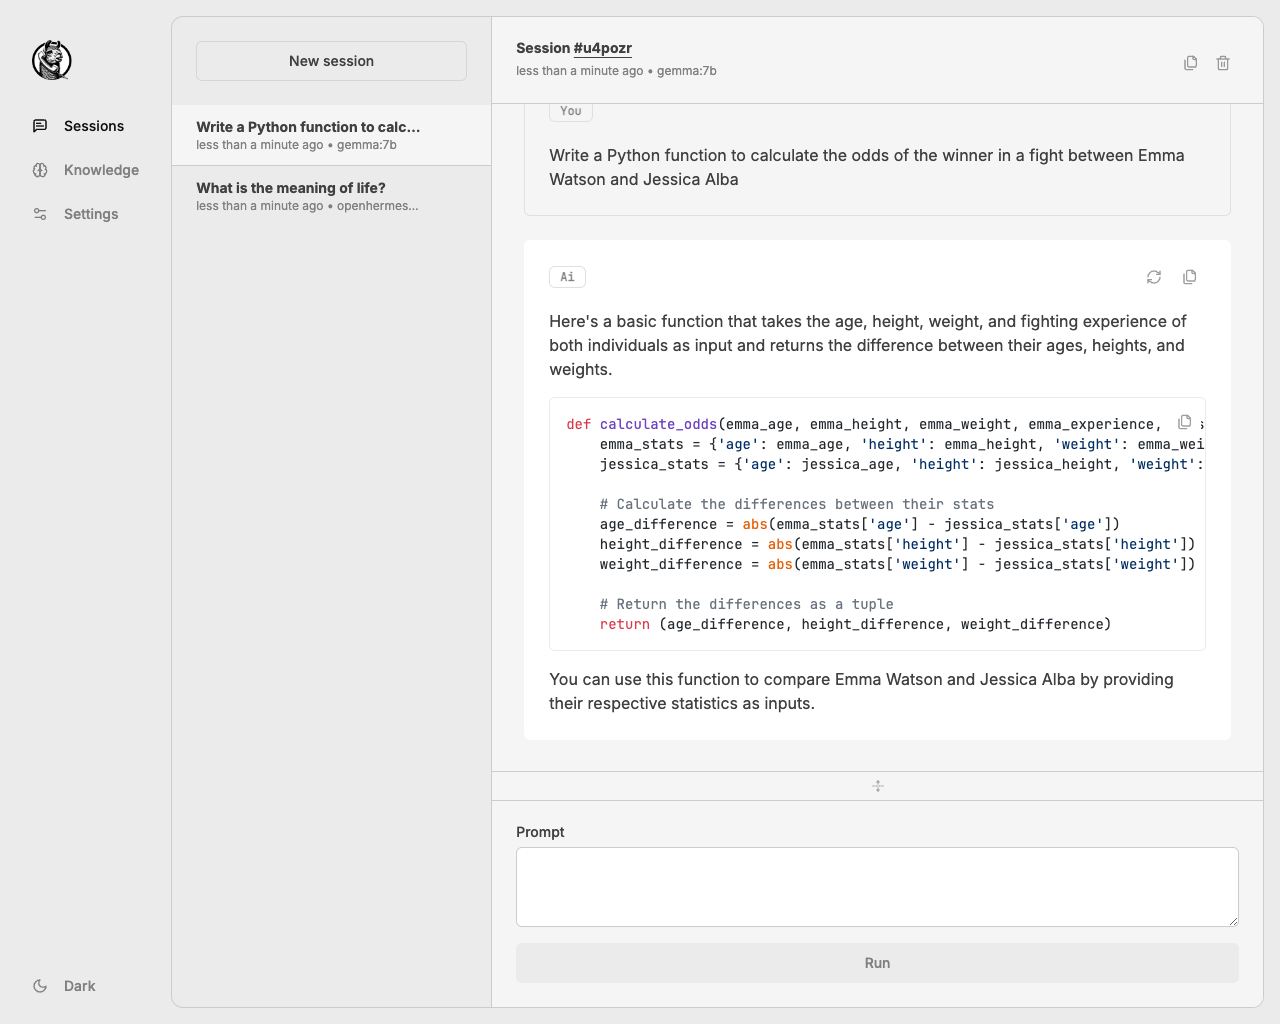 Sessions
Knowledge
Settings
Dark
New session
Write a Python function to calc...
less than a minute ago • gemma:7b
What is the meaning of life?
less than a minute ago • openhermes...
Session #u4pozr
less than a minute ago • gemma:7b
You
Write a Python function to calculate the odds of the winner in a fight between Emma
Watson and Jessica Alba
Ai
Here's a basic function that takes the age, height, weight, and fighting experience of
both individuals as input and returns the difference between their ages, heights, and
weights.
def calculate_odds(emma_age, emma_height, emma_weight, emma_experience,
    emma_stats = {'age': emma_age, 'height': emma_height, 'weight': emma_wei
    jessica_stats = {'age': jessica_age, 'height': jessica_height, 'weight':
    # Calculate the differences between their stats
    age_difference = abs(emma_stats['age'] - jessica_stats['age'])
    height_difference = abs(emma_stats['height'] - jessica_stats['height'])
    weight_difference = abs(emma_stats['weight'] - jessica_stats['weight'])
    # Return the differences as a tuple
    return (age_difference, height_difference, weight_difference)
You can use this function to compare Emma Watson and Jessica Alba by providing
their respective statistics as inputs.
Prompt
Run